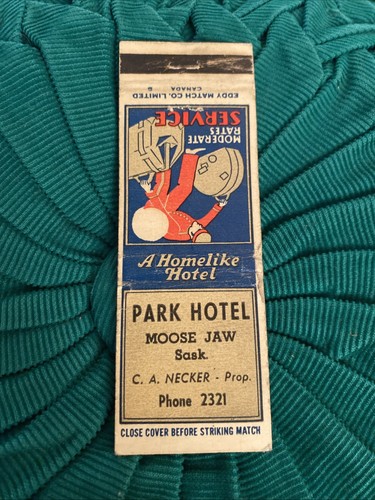 EDDY MATCH CO. LIMITED
CANADA
6
MODERATE
RATES
SERVICE
A Homelike
Hotel
PARK HOTEL
MOOSE JAW
Sask.
C. A. NECKER - Prop.
Phone 2321
CLOSE COVER BEFORE STRIKING MATCH